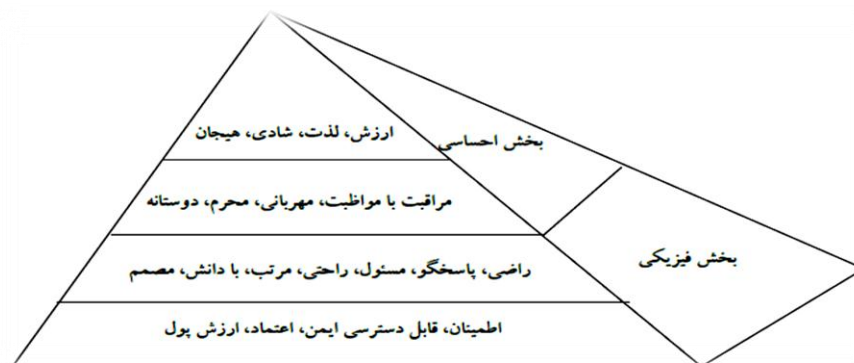 ارزش، لذت، شادی، هیجان
بخش احساسی
مراقبت با مواظبت، مهربانی، محرم، دوستانه
راضی، پاسخگو، مسئول، راحتی، مرتب، با دانش، مصمم
بخش فیزیکی
اطمینان، قابل دسترسی ایمن، اعتماد، ارزش پول